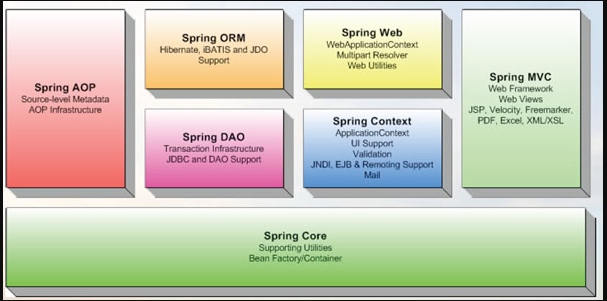 Spring AOP
Source-level Metadata
AOP Infrastructure
Spring ORM
Hibernate, iBATIS and JDO
Support
Spring Web
WebApplicationContext
Multipart Resolver
Web Utilities
Spring DAO
Transaction Infrastructure
JDBC and DAO Support
Spring Context
ApplicationContext
UI Support
Validation
JNDI, EJB & Remoting Support
Mail
Spring MVC
Web Framework
Web Views
JSP, Velocity, Freemarker,
PDF, Excel, XML/XSL
Spring Core
Supporting Utilities
Bean Factory/Container